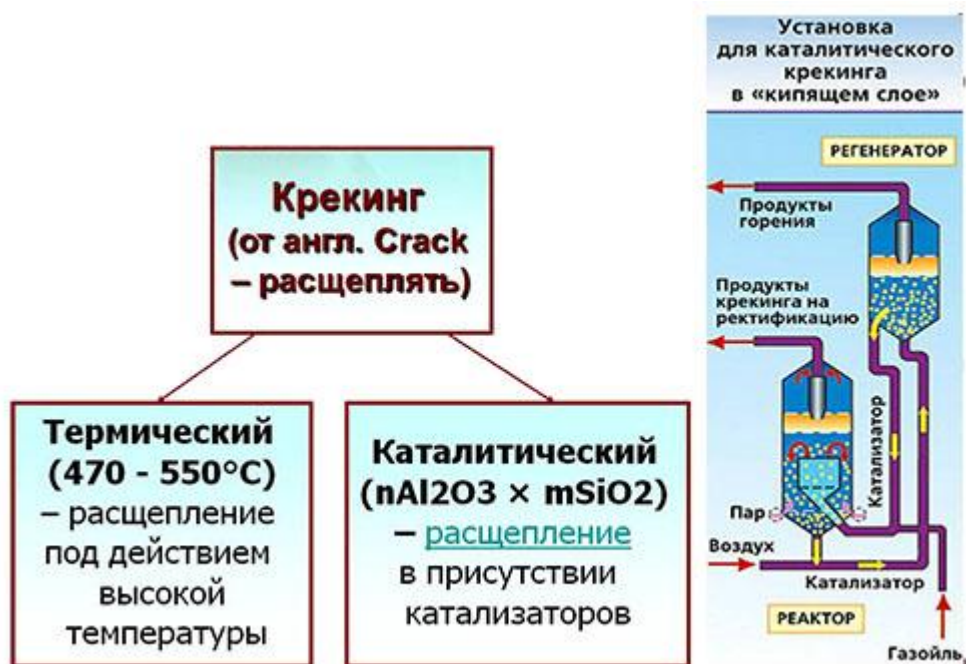 Крекинг
(от англ. Crack
– расщеплять)
Термический
(470 - 550°С)
– расщепление
под действием
высокой
температуры
Каталитический
(nAl2O3 × mSiO2)
– расщепление
в присутствии
катализаторов
Установка
для каталитического
крекинга
в «кипящем слое»
РЕГЕНЕРАТОР
Продукты
горения
Продукты
крекинга на
ректификацию
Катализатор
Пар
Воздух
Катализатор
РЕАКТОР
Газойль